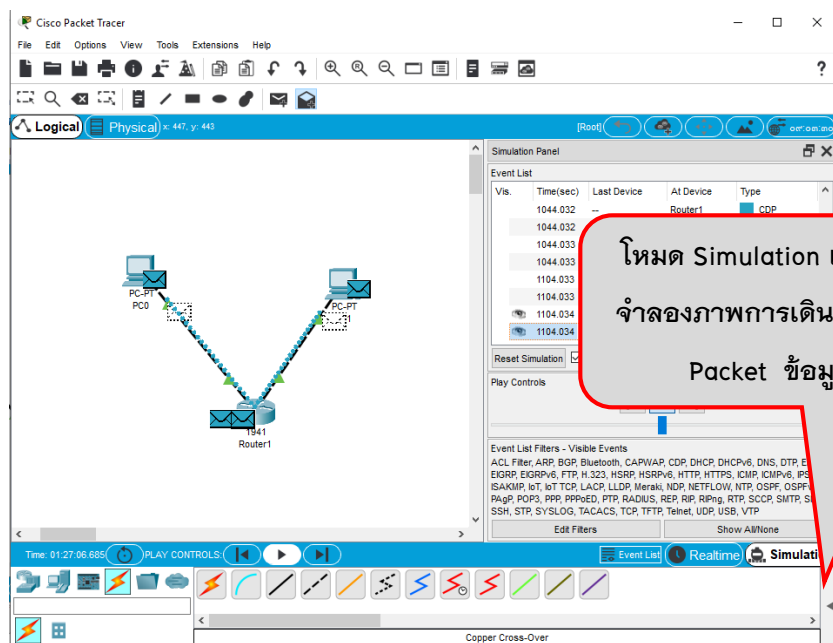 Cisco Packet Tracer
File Edit Options View Tools Extensions Help
?
Logical Physical x: 447, y: 443 [Root]
Simulation Panel
Event List
Vis. Time(sec) Last Device At Device Type
1044.032 -- Router1 CDP
1044.032
1044.033
1044.033
1104.033
1104.033
1104.034
1104.034
Reset Simulation
Play Controls
โหมด Simulation
จำลองภาพการเดิน
Packet ข้อมู
PC-PT
PC0
PC-PT
1941
Router1
Event List Filters - Visible Events
ACL Filter, ARP, BGP, Bluetooth, CAPWAP, CDP, DHCP, DHCPv6, DNS, DTP,
EIGRP, EIGRPv6, FTP, H.323, HSRP, HSRPv6, HTTP, HTTPS, ICMP, ICMPv6,
ISAKMP, IoT, IoT TCP, LACP, LLDP, Meraki, NDP, NETFLOW, NTP, OSPF,
PAgP, POP3, PPP, PPPoED, PTP, RADIUS, REP, RIP, RIPng, RTP, SCCP, SMTP,
SSH, STP, SYSLOG, TACACS, TCP, TFTP, Telnet, UDP, USB, VTP
Edit Filters Show All/None
Time: 01:27:06.685 PLAY CONTROLS: Event List Realtime Simulati
Copper Cross-Over